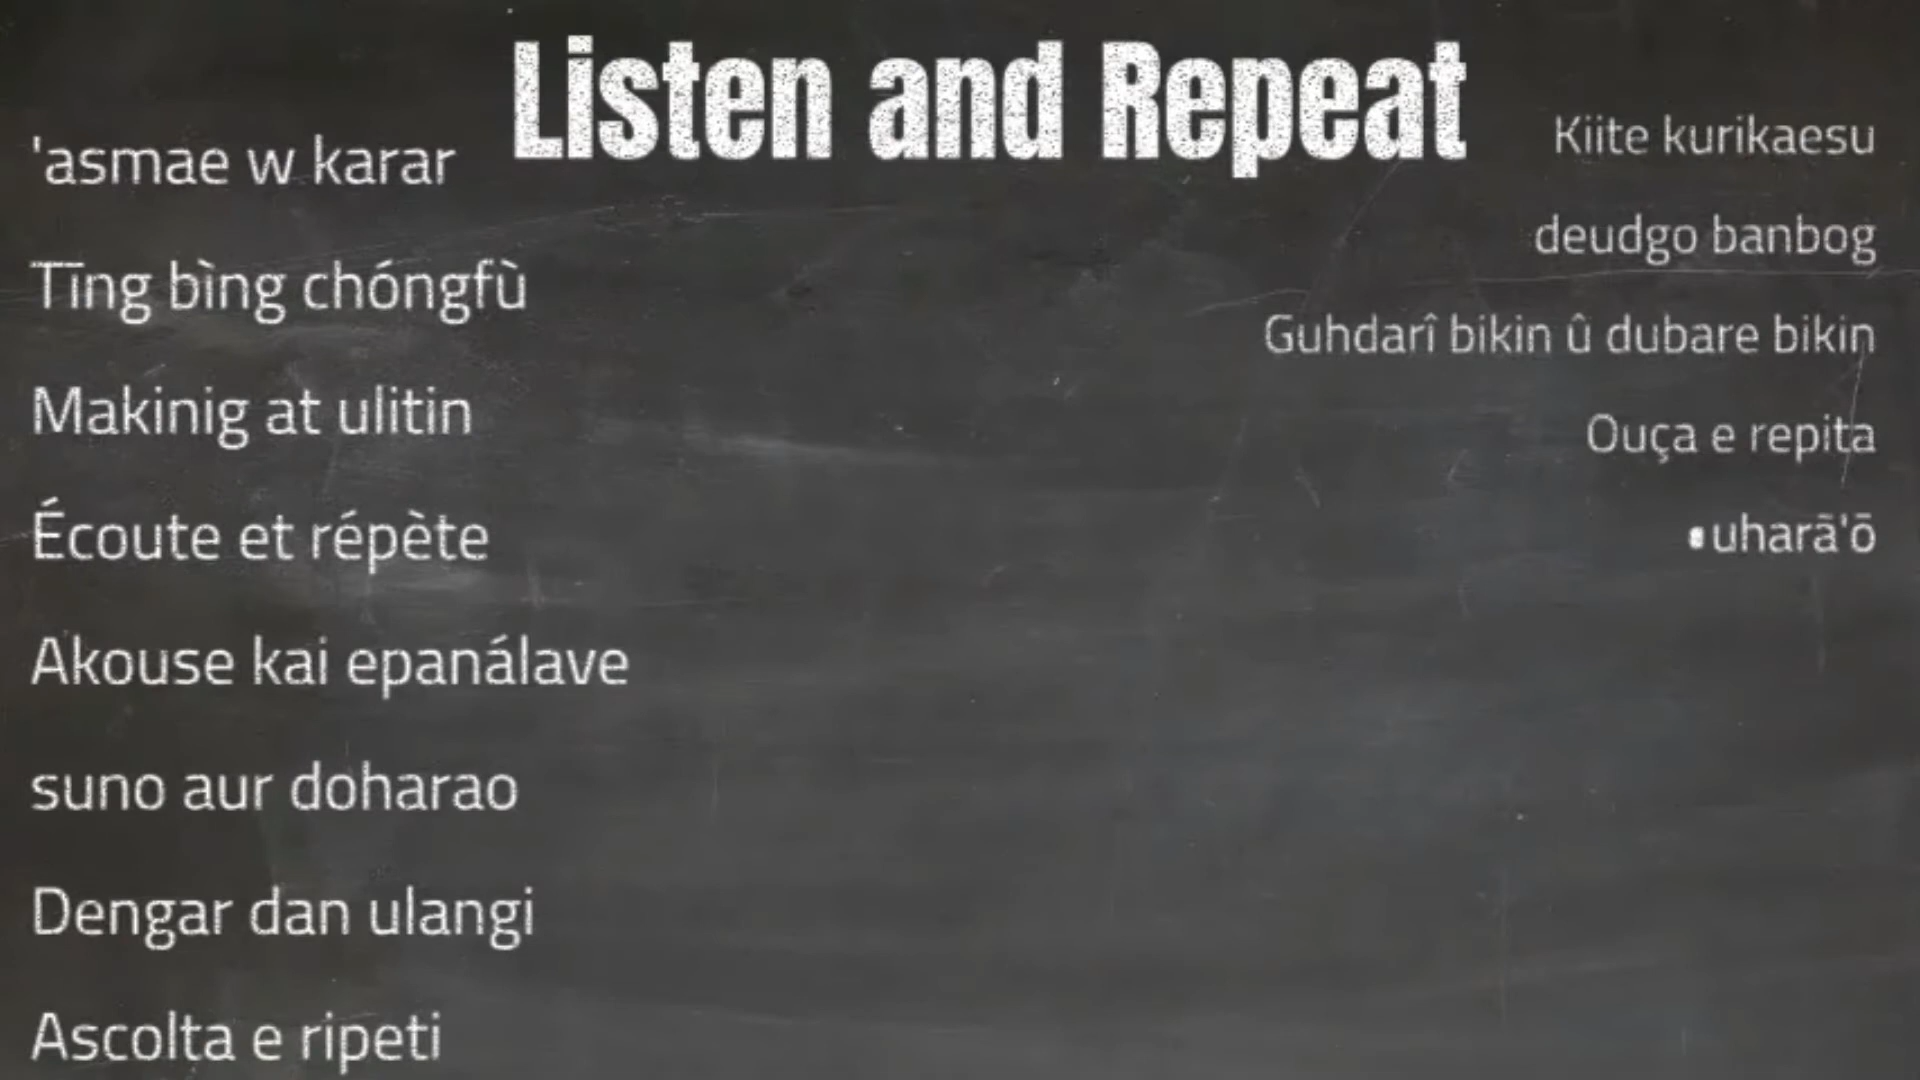 Listen and Repeat
'asmae w karar
Tīng bìng chóngfù
Makinig at ulitin
Écoute et répète
Akouse kai epanálave
suno aur doharao
Dengar dan ulangi
Ascolta e ripeti
Kiite kurikaesu
deudgo banbog
Guhdarî bikin û dubare bikin
Ouça e repita
uharā'ō